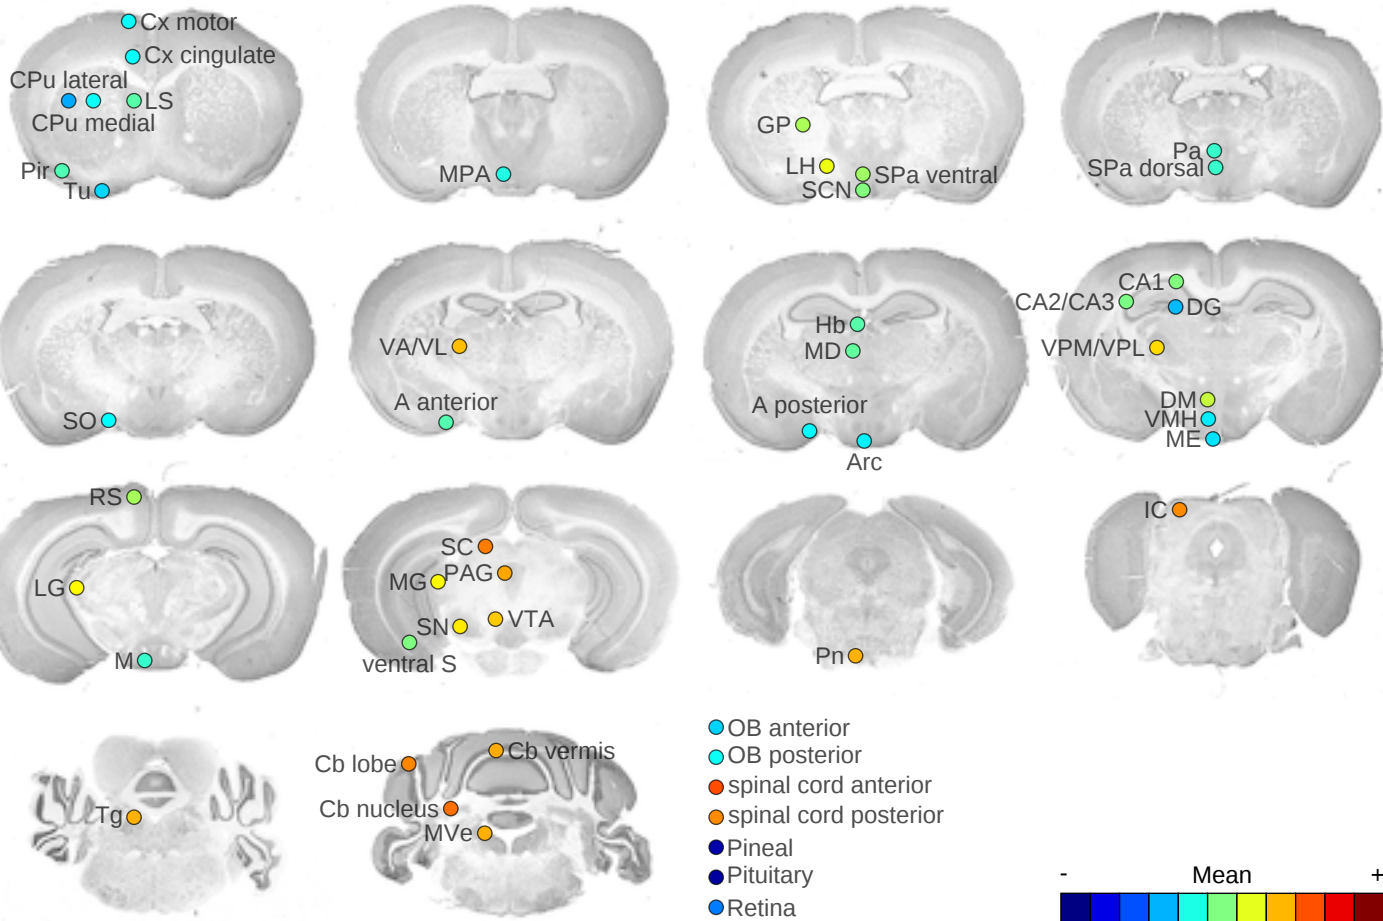 Cx motor
Cx cingulate
CPu lateral
LS
CPu medial
Pir
Tu
MPA
GP
LH
SPa ventral
SCN
Pa
SPa dorsal
SO
VA/VL
A anterior
Hb
MD
A posterior
Arc
CA1
CA2/CA3
DG
VPM/VPL
DM
VMH
ME
RS
LG
M
SC
PAG
MG
VTA
SN
ventral S
Pn
IC
Tg
Cb lobe
Cb vermis
Cb nucleus
MVe
OB anterior
OB posterior
spinal cord anterior
spinal cord posterior
Pineal
Pituitary
Retina
- Mean +